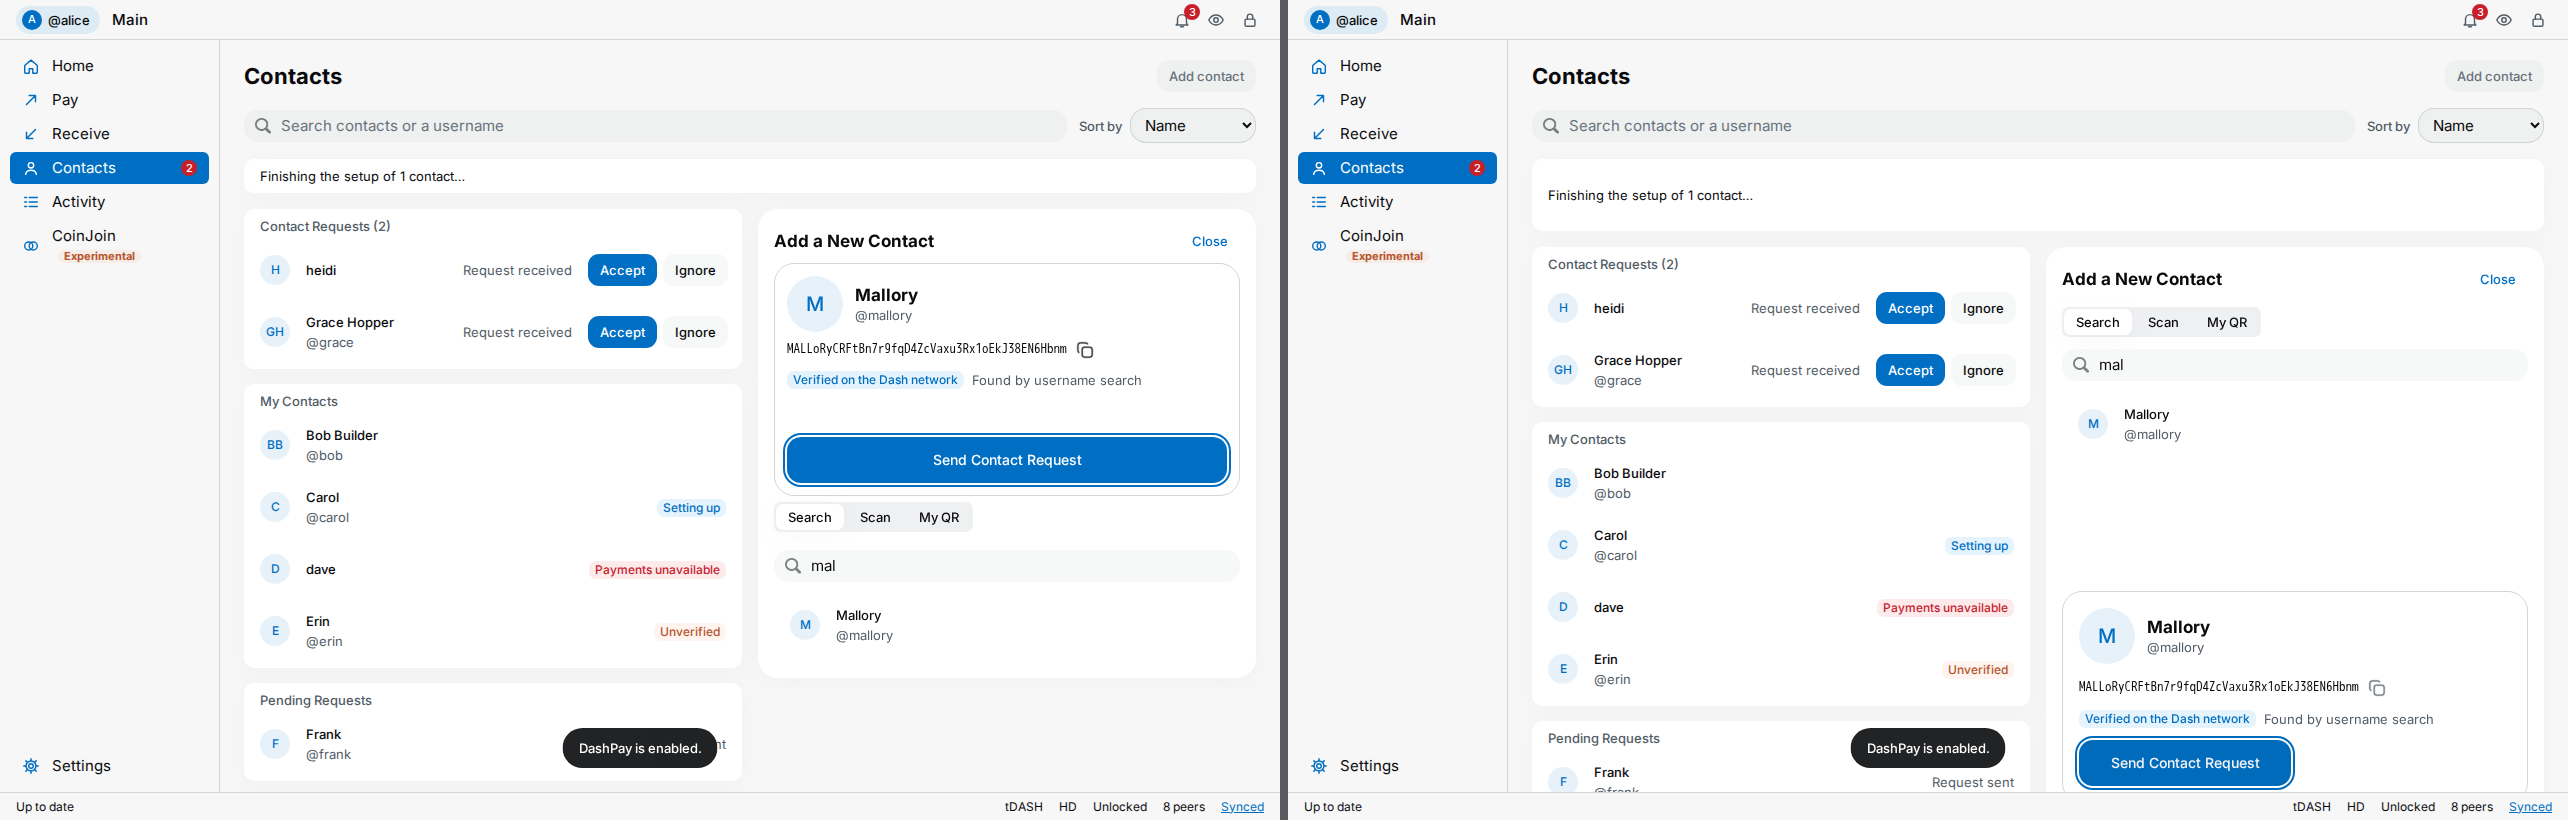 A @alice Main 3
Home
Pay
Receive
Contacts 2
Activity
CoinJoin
Experimental
Settings
Contacts
Add contact
Search contacts or a username
Sort by Name
Finishing the setup of 1 contact...
Contact Requests (2)
H heidi Request received Accept Ignore
GH Grace Hopper
@grace
Request received Accept Ignore
My Contacts
BB Bob Builder
@bob
C Carol
@carol
Setting up
D dave Payments unavailable
E Erin
@erin
Unverified
Pending Requests
F Frank
@frank
DashPay is enabled.
Add a New Contact Close
M Mallory
@mallory
MALLoRyCRFtBn7r9fqD4ZcVaxu3Rx1oEkJ38EN6Hbnm
Verified on the Dash network Found by username search
Send Contact Request
Search Scan My QR
mal
M Mallory
@mallory
Up to date tDASH HD Unlocked 8 peers Synced
A @alice Main 3
Home
Pay
Receive
Contacts 2
Activity
CoinJoin
Experimental
Settings
Contacts
Add contact
Search contacts or a username
Sort by Name
Finishing the setup of 1 contact...
Contact Requests (2)
H heidi Request received Accept Ignore
GH Grace Hopper
@grace
Request received Accept Ignore
My Contacts
BB Bob Builder
@bob
C Carol
@carol
Setting up
D dave Payments unavailable
E Erin
@erin
Unverified
Pending Requests
DashPay is enabled.
F Frank
@frank
Request sent
Add a New Contact Close
Search Scan My QR
mal
M Mallory
@mallory
M Mallory
@mallory
MALLoRyCRFtBn7r9fqD4ZcVaxu3Rx1oEkJ38EN6Hbnm
Verified on the Dash network Found by username search
Send Contact Request
Up to date tDASH HD Unlocked 8 peers Synced